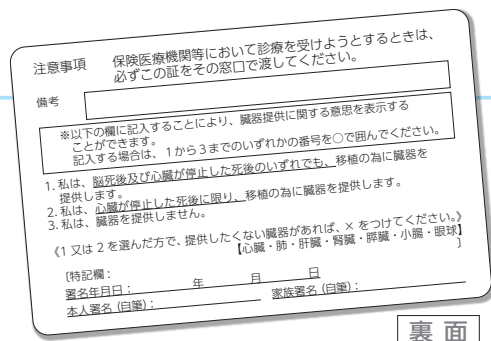 注意事項 保険医療機関等において診療を受けようとするときは、
必ずこの証をその窓口で渡してください。
備考
※以下の欄に記入することにより、臓器提供に関する意思を表示する
ことができます。
記入する場合は、1から3までのいずれかの番号を○で囲んでください。
1. 私は、脳死後及び心臓が停止した死後のいずれでも、移植の為に臓器を
提供します。
2. 私は、心臓が停止した死後に限り、移植の為に臓器を提供します。
3. 私は、臓器を提供しません。
《1 又は 2 を選んだ方で、提供したくない臓器があれば、× をつけてください。》
【心臓・肺・肝臓・腎臓・膵臓・小腸・眼球】
〔特記欄： 〕
署名年月日： 年 月 日
本人署名（自筆）： 家族署名（自筆）：
裏 面